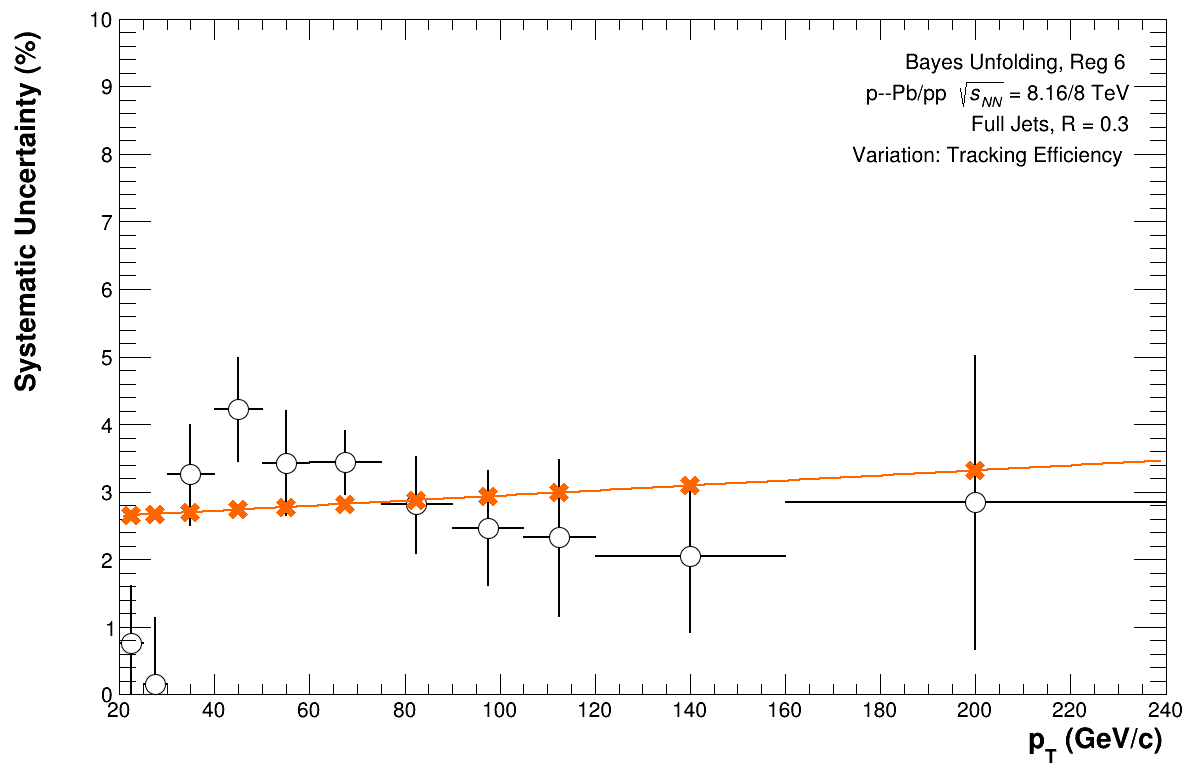 Systematic Uncertainty (%)
10
9
8
7
6
5
4
3
2
1
0
Bayes Unfolding, Reg 6
p--Pb/pp √s_NN = 8.16/8 TeV
Full Jets, R = 0.3
Variation: Tracking Efficiency
20 40 60 80 100 120 140 160 180 200 220 240
p_T (GeV/c)